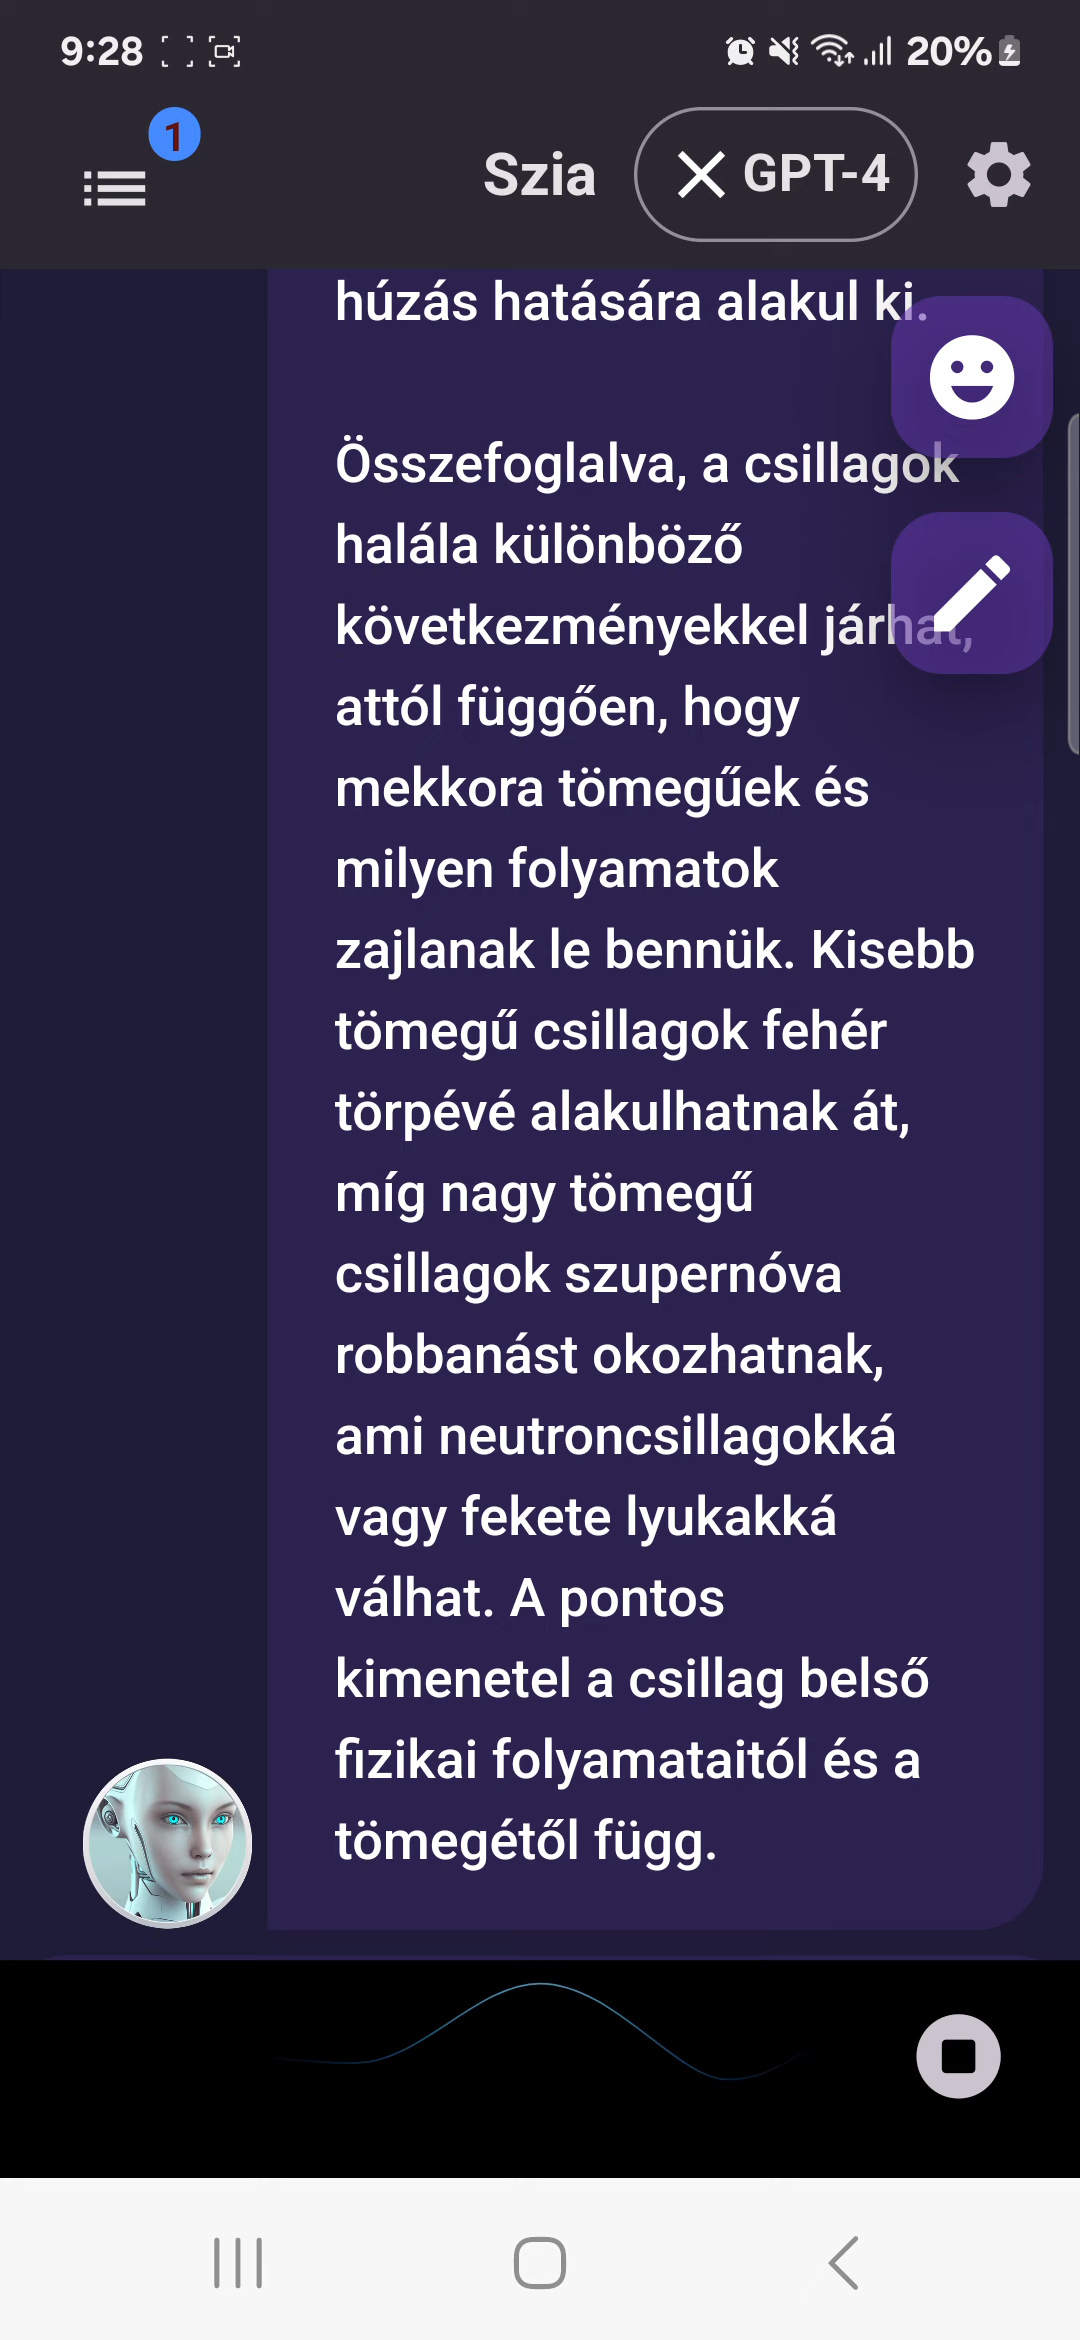 9:28
20%
1
Szia
GPT-4
húzás hatására alakul ki.
Összefoglalva, a csillagok
halála különböző
következményekkel járhat,
attól függően, hogy
mekkora tömegűek és
milyen folyamatok
zajlanak le bennük. Kisebb
tömegű csillagok fehér
törpévé alakulhatnak át,
míg nagy tömegű
csillagok szupernóva
robbanást okozhatnak,
ami neutroncsillagokká
vagy fekete lyukakká
válhat. A pontos
kimenetel a csillag belső
fizikai folyamataitól és a
tömegétől függ.